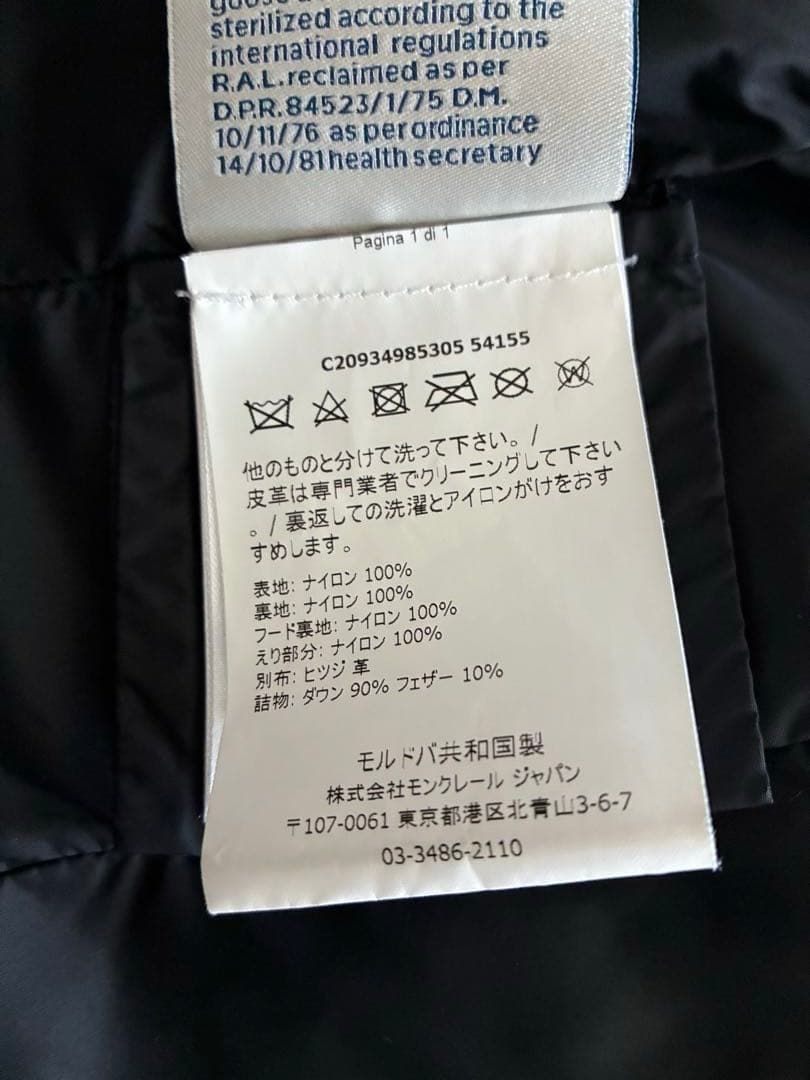 sterilized according to the
international regulations
R.A.L. reclaimed as per
D.P.R. 84523/1/75 D.M.
10/11/76 as per ordinance
14/10/81 health secretary
Pagina 1 di 1
C20934985305 54155
他のものと分けて洗って下さい。/
皮革は専門業者でクリーニングして下さい
。/ 裏返しての洗濯とアイロンがけをおす
すめします。
表地: ナイロン 100%
裏地: ナイロン 100%
フード裏地: ナイロン 100%
えり部分: ナイロン 100%
別布: ヒツジ 革
詰物: ダウン 90% フェザー 10%
モルドバ共和国製
株式会社モンクレール ジャパン
〒107-0061 東京都港区北青山3-6-7
03-3486-2110